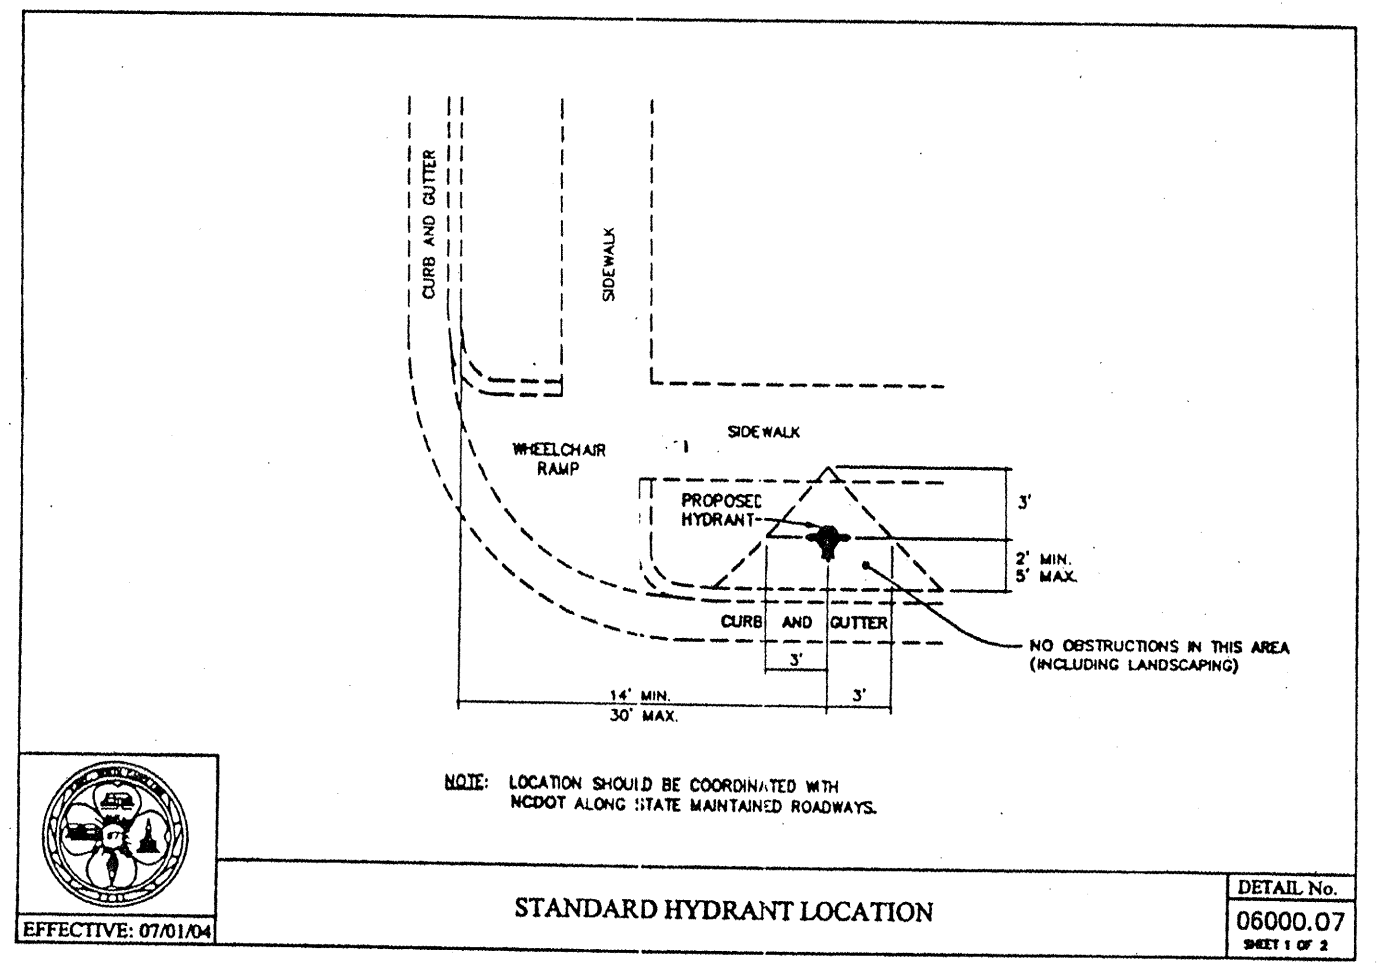 CURB AND GUTTER
SIDEWALK
SIDEWALK
WHEELCHAIR
RAMP
PROPOSED
HYDRANT
3'
2' MIN.
5' MAX.
CURB AND GUTTER
NO OBSTRUCTIONS IN THIS AREA
(INCLUDING LANDSCAPING)
3'
3'
14' MIN.
30' MAX.
NOTE: LOCATION SHOULD BE COORDINATED WITH
NCDOT ALONG STATE MAINTAINED ROADWAYS.
EFFECTIVE: 07/01/04
STANDARD HYDRANT LOCATION
DETAIL No.
06000.07
SHEET 1 OF 2